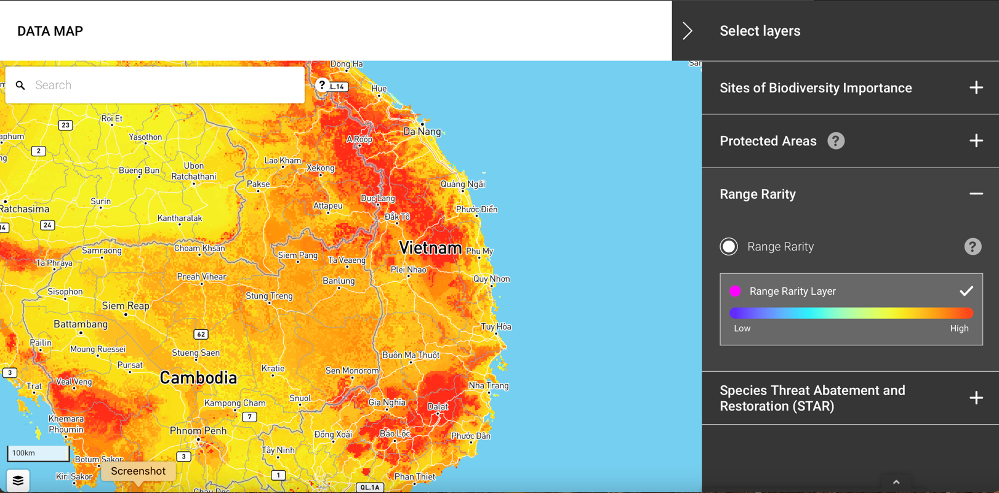 DATA MAP
Select layers
Search
Sites of Biodiversity Importance
Protected Areas ?
Range Rarity
Range Rarity ?
Range Rarity Layer
Low High
Species Threat Abatement and
Restoration (STAR)
Dong Ha
?
L.14
Hue
Roi Et
23
Yasothon
Da Nang
aphum
A Roóp
2
Lao Kham
Xekong
Bueng Bun
Ubon
Ratchathani
Pakse
Quảng Ngãi
Surin
Dục Lang
Ratchasima
Attapeu
Phước Điền
Đắk Tô
Kantharalak
24
Vietnam
Samraong
Choam Khsan
Siem Pang
Phu My
Ta Veaeng
Ta Phraya
Plei Nhao
Preah Vihear
Banlung
Quy Nhơn
Sisophon
Stung Treng
Siem Reap
Battambang
Tuy Hòa
62
Pailin
Moung Ruessei
Stueng Saen
Buôn Ma Thuột
Pursat
Kratie
Sen Monorom
3
Cambodia
Veal Veng
Trat
Nha Trang
Snuol
Kampong Cham
Gia Nghĩa
Dalat
7
Khemara
Phoumin
Phnom Penh
Đồng Xoài
Bảo Lộc
Phước Dân
100km
3
Tây Ninh
Botum Sakor
Screenshot
Kiri Sakor
1
Phan Thiet
QL.1A